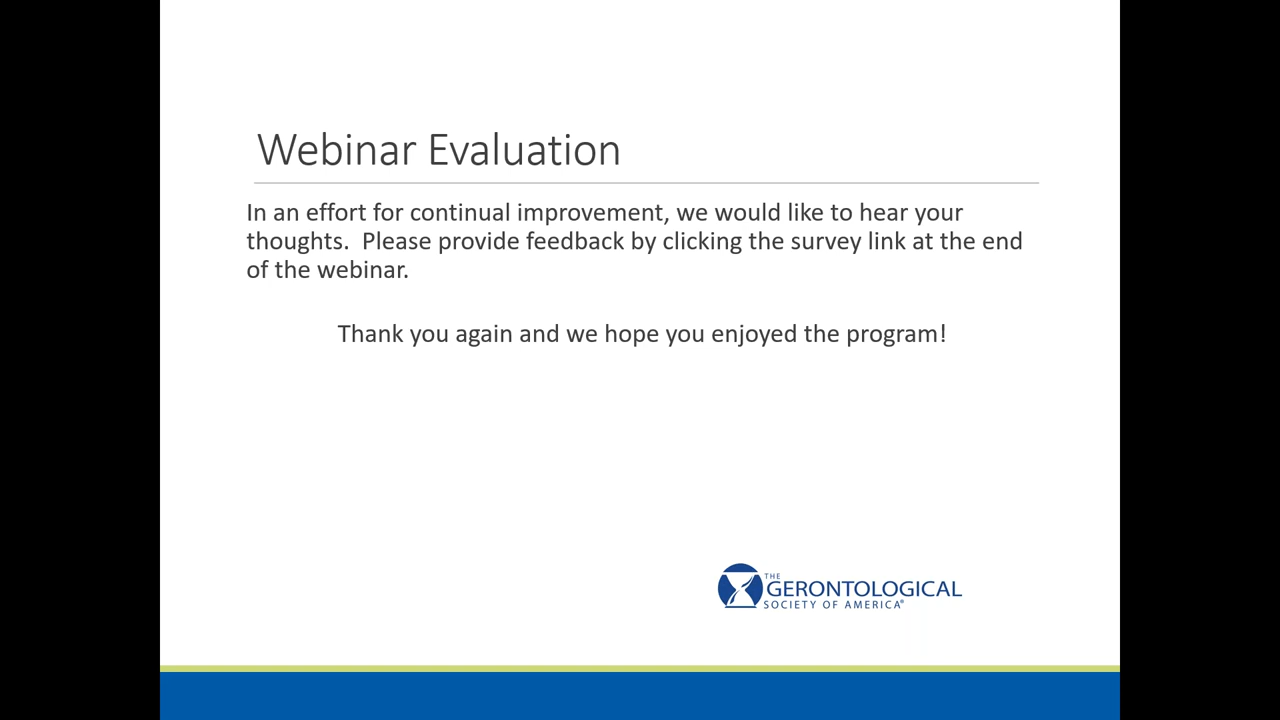 Webinar Evaluation
In an effort for continual improvement, we would like to hear your
thoughts.  Please provide feedback by clicking the survey link at the end
of the webinar.
Thank you again and we hope you enjoyed the program!
THE
GERONTOLOGICAL
SOCIETY OF AMERICA®